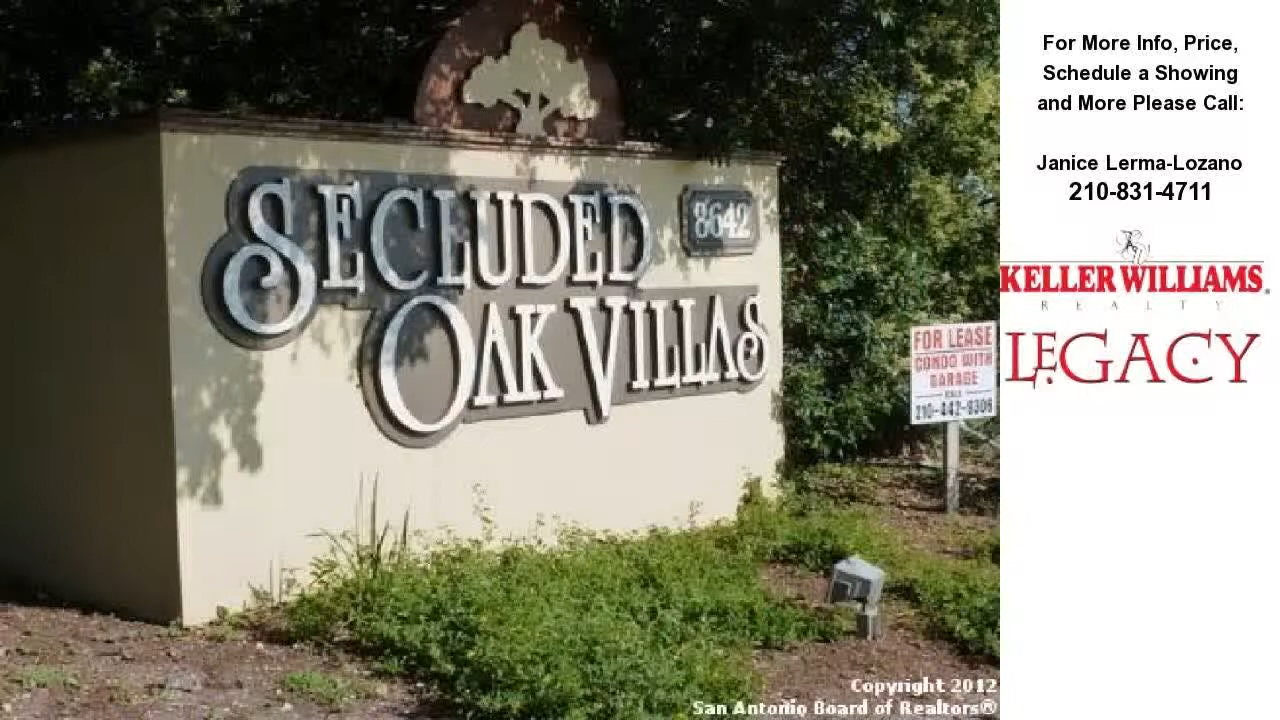 SECLUDED
8642
OAK VILLAS
FOR LEASE
CONDO WITH
GARAGE
210-442-9306
Copyright 2012
San Antonio Board of Realtors®
For More Info, Price,
Schedule a Showing
and More Please Call:
Janice Lerma-Lozano
210-831-4711
KELLER WILLIAMS®
REALTY
LEGACY